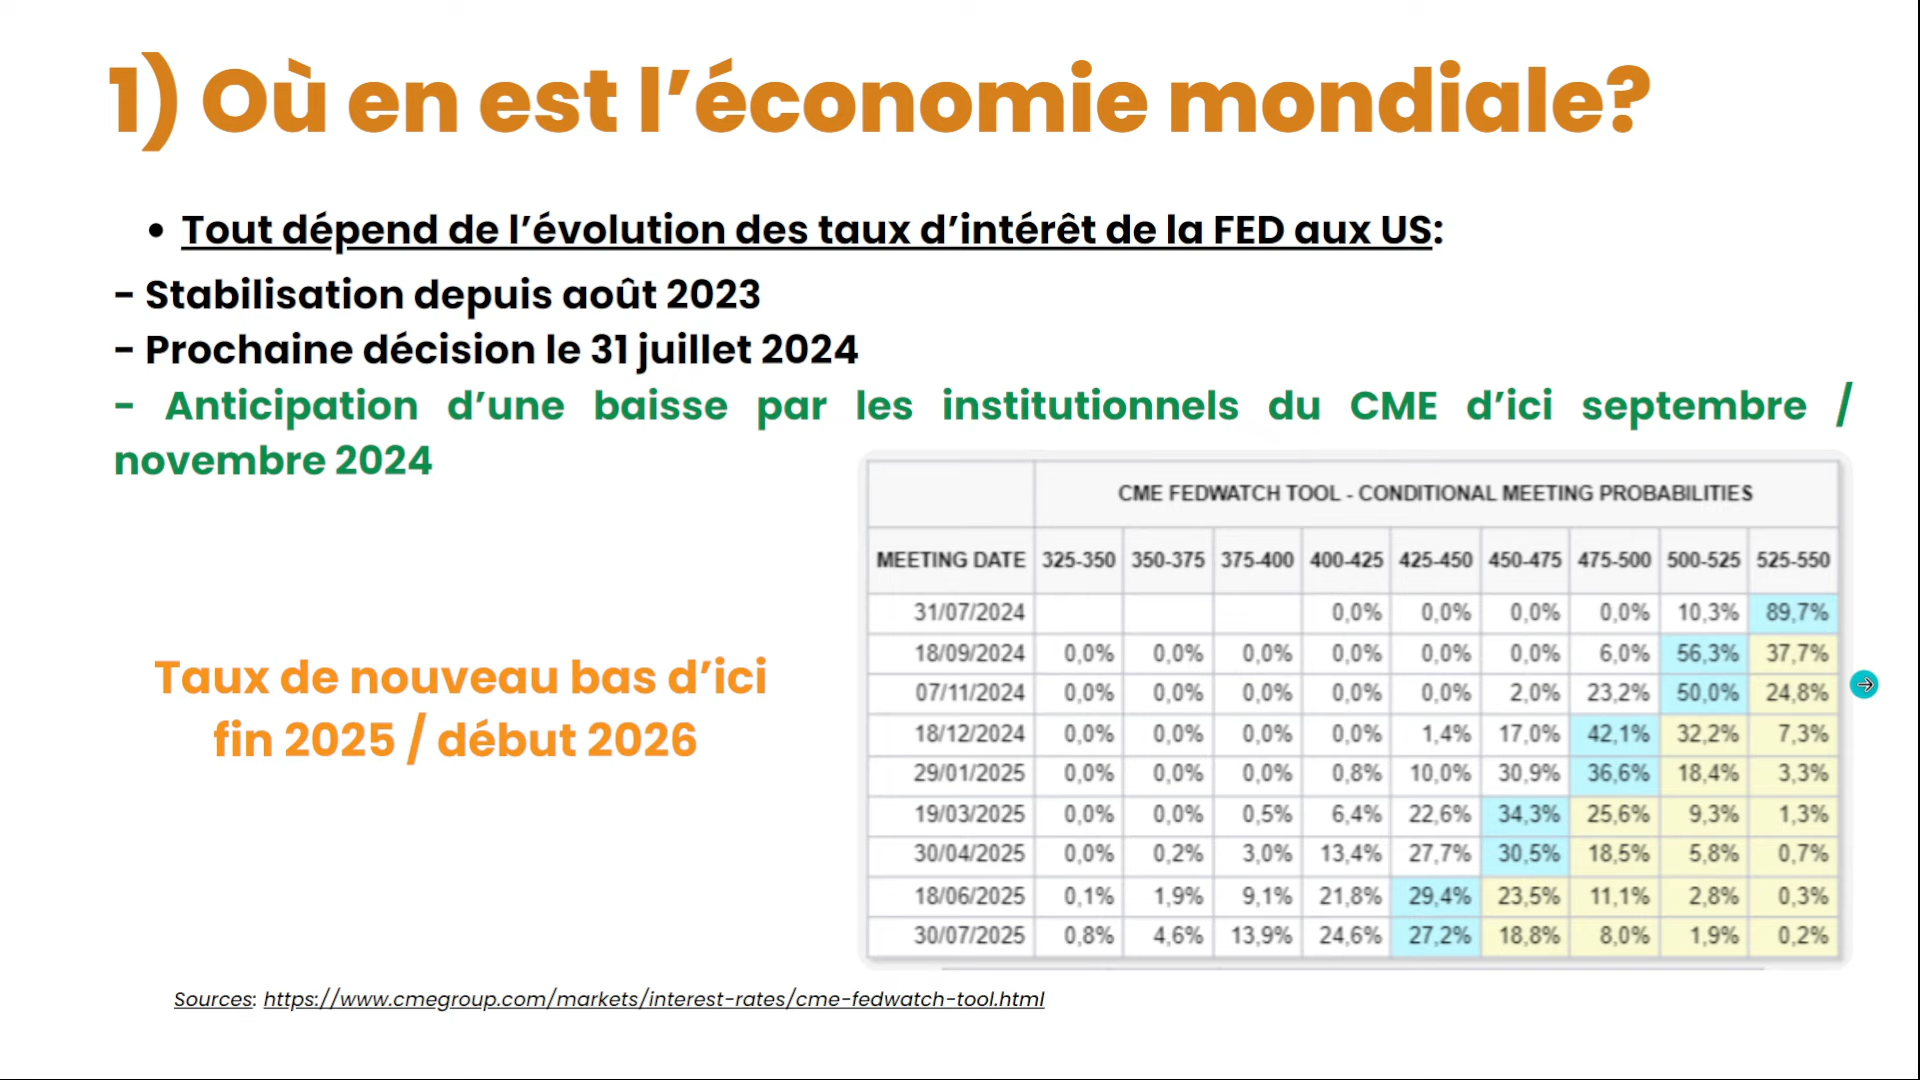 1) Où en est l’économie mondiale?
• Tout dépend de l’évolution des taux d’intérêt de la FED aux US:
- Stabilisation depuis août 2023
- Prochaine décision le 31 juillet 2024
- Anticipation d’une baisse par les institutionnels du CME d’ici septembre /
novembre 2024
Taux de nouveau bas d’ici
fin 2025 / début 2026
CME FEDWATCH TOOL - CONDITIONAL MEETING PROBABILITIES
MEETING DATE 325-350 350-375 375-400 400-425 425-450 450-475 475-500 500-525 525-550
31/07/2024 0,0% 0,0% 0,0% 0,0% 10,3% 89,7%
18/09/2024 0,0% 0,0% 0,0% 0,0% 0,0% 0,0% 6,0% 56,3% 37,7%
07/11/2024 0,0% 0,0% 0,0% 0,0% 0,0% 2,0% 23,2% 50,0% 24,8%
18/12/2024 0,0% 0,0% 0,0% 0,0% 1,4% 17,0% 42,1% 32,2% 7,3%
29/01/2025 0,0% 0,0% 0,0% 0,8% 10,0% 30,9% 36,6% 18,4% 3,3%
19/03/2025 0,0% 0,0% 0,5% 6,4% 22,6% 34,3% 25,6% 9,3% 1,3%
30/04/2025 0,0% 0,2% 3,0% 13,4% 27,7% 30,5% 18,5% 5,8% 0,7%
18/06/2025 0,1% 1,9% 9,1% 21,8% 29,4% 23,5% 11,1% 2,8% 0,3%
30/07/2025 0,8% 4,6% 13,9% 24,6% 27,2% 18,8% 8,0% 1,9% 0,2%
Sources: https://www.cmegroup.com/markets/interest-rates/cme-fedwatch-tool.html